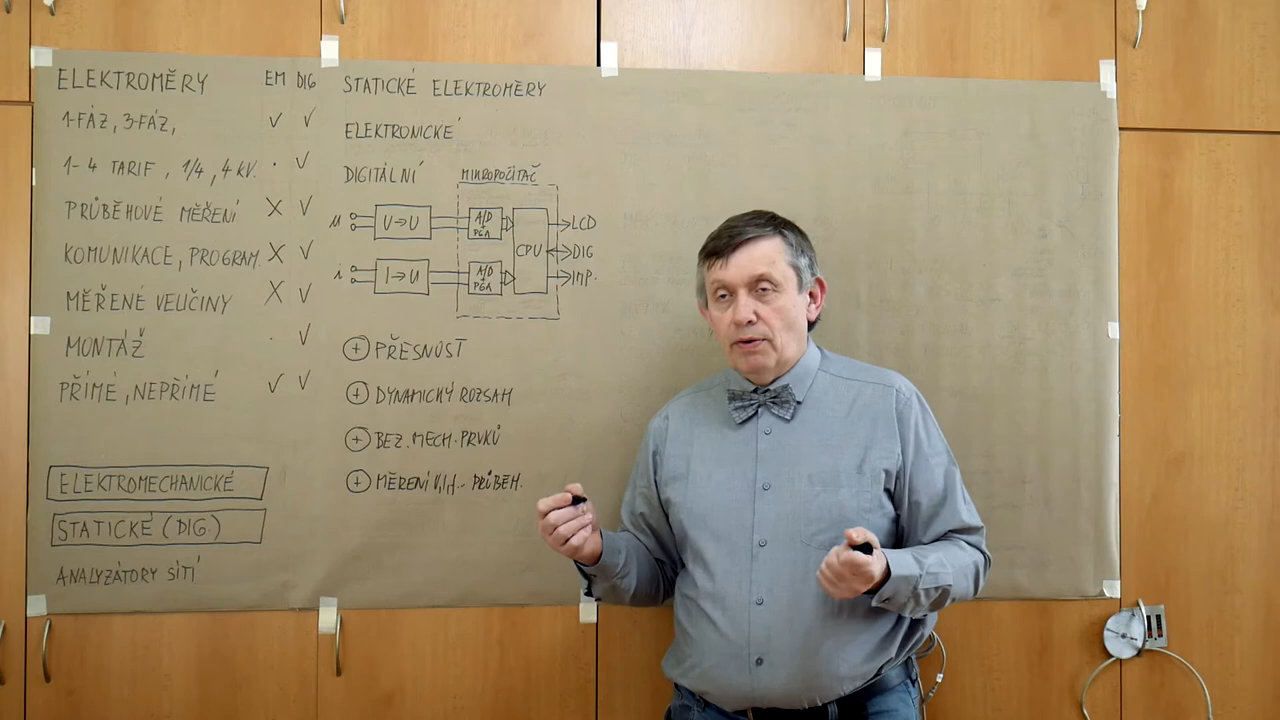 ELEKTROMĚRY EM DIG
1-FÁZ, 3-FÁZ, ✓ ✓
1-4 TARIF, 1/4, 4 KV. · ✓
PRŮBĚHOVÉ MĚŘENÍ X ✓
KOMUNIKACE, PROGRAM. X ✓
MĚŘENÉ VELIČINY X ✓
MONTÁŽ · ✓
PŘÍMÉ, NEPŘÍMÉ ✓ ✓
ELEKTROMECHANICKÉ
STATICKÉ (DIG.)
ANALYZÁTORY SÍTÍ
STATICKÉ ELEKTROMĚRY
ELEKTRONICKÉ
DIGITÁLNÍ
MIKROPOČÍTAČ
u U→U A/D PGA CPU LCD
DIG
i I→U A/D PGA IMP.
+ PŘESNOST
+ DYNAMICKÝ ROZSAH
+ BEZ. MECH. PRVKŮ
+ MĚŘENÍ
PRŮBĚH.